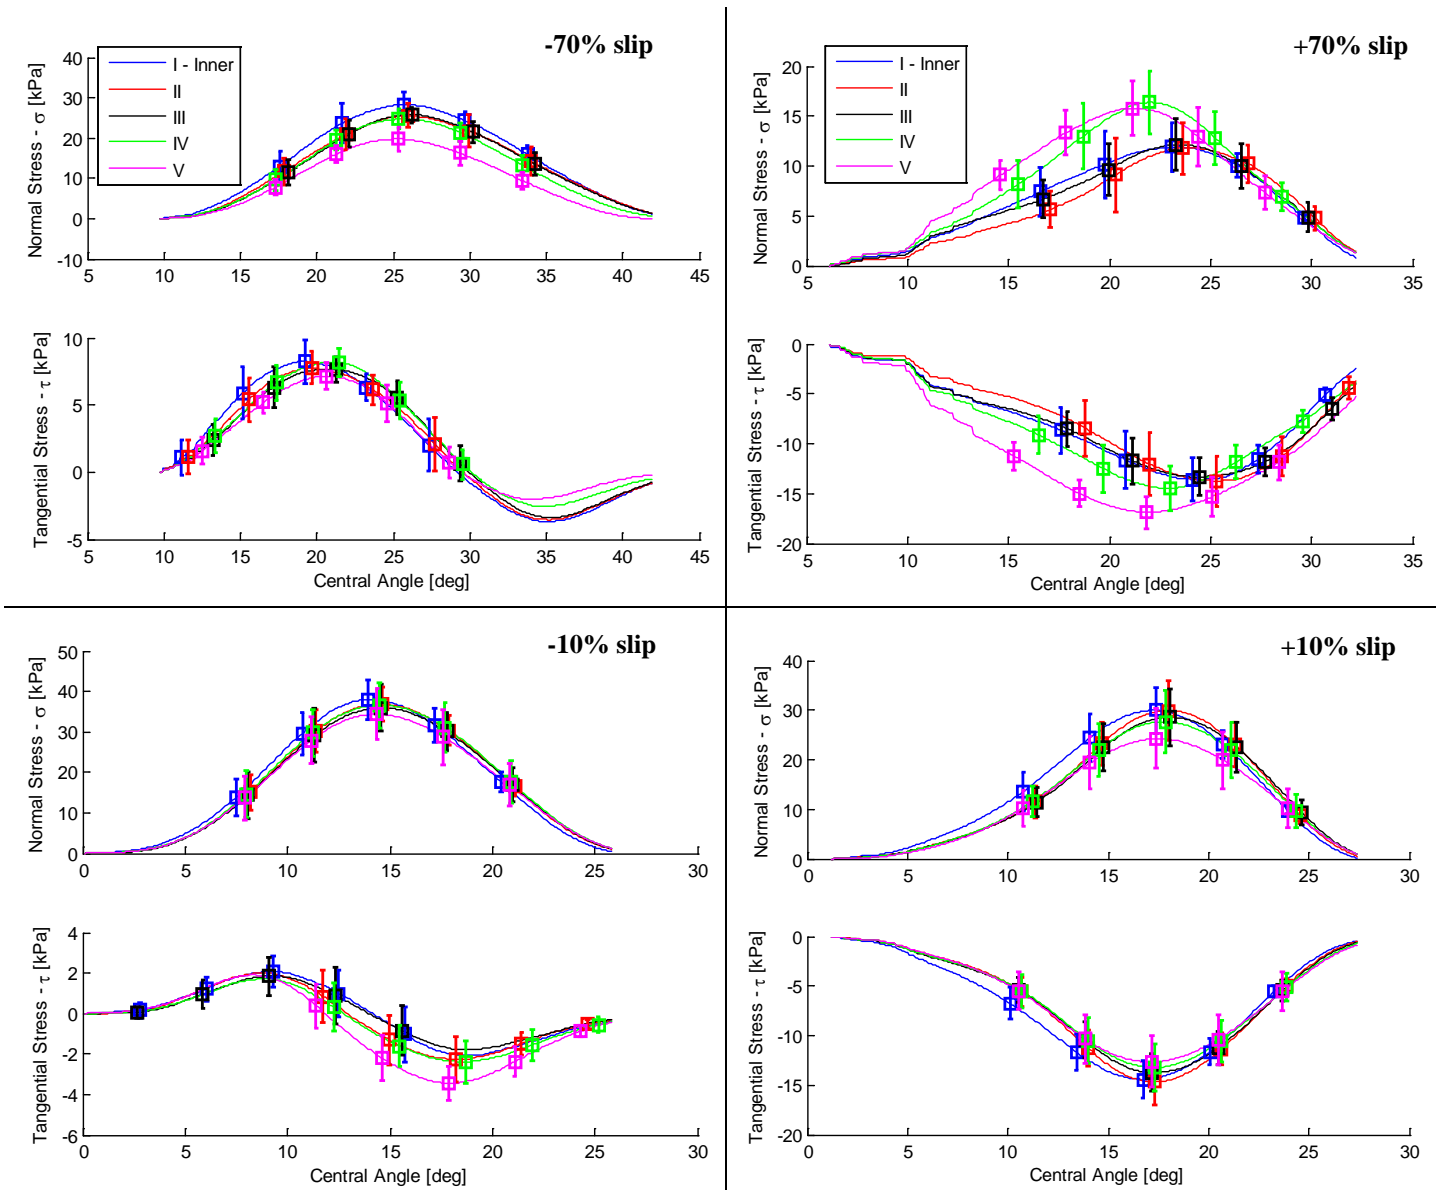 -70% slip
Normal Stress - σ [kPa]
40
30
20
10
0
-10
I - Inner
II
III
IV
V
5 10 15 20 25 30 35 40 45
Tangential Stress - τ [kPa]
10
5
0
-5
5 10 15 20 25 30 35 40 45
Central Angle [deg]
+70% slip
Normal Stress - σ [kPa]
20
15
10
5
0
I - Inner
II
III
IV
V
5 10 15 20 25 30 35
Tangential Stress - τ [kPa]
0
-5
-10
-15
-20
5 10 15 20 25 30 35
Central Angle [deg]
-10% slip
Normal Stress - σ [kPa]
50
40
30
20
10
0
0 5 10 15 20 25 30
Tangential Stress - τ [kPa]
4
2
0
-2
-4
-6
0 5 10 15 20 25 30
Central Angle [deg]
+10% slip
Normal Stress - σ [kPa]
40
30
20
10
0
0 5 10 15 20 25 30
Tangential Stress - τ [kPa]
0
-5
-10
-15
-20
0 5 10 15 20 25 30
Central Angle [deg]